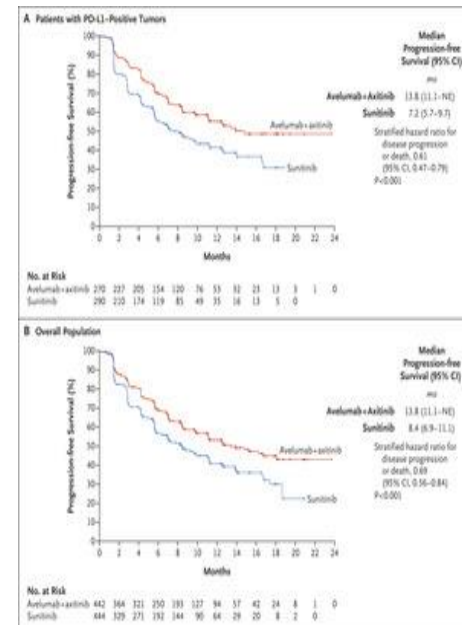 A Patients with PD-L1–Positive Tumors
Median
Progression-free
Survival (95% CI)
mo
Avelumab+Axitinib 13.8 (11.1–NE)
Sunitinib 7.2 (5.7–9.7)
Stratified hazard ratio for
disease progression
or death, 0.61
(95% CI, 0.47–0.79)
P<0.001
Progression-free Survival (%)
100
90
80
70
60
50
40
30
20
10
0
Avelumab+axitinib
Sunitinib
0 2 4 6 8 10 12 14 16 18 20 22 24
Months
No. at Risk
Avelumab+axitinib 270 227 205 154 120 76 53 32 23 13 3 1 0
Sunitinib 290 210 174 119 85 49 35 16 13 5 0
B Overall Population
Median
Progression-free
Survival (95% CI)
mo
Avelumab+Axitinib 13.8 (11.1–NE)
Sunitinib 8.4 (6.9–11.1)
Stratified hazard ratio for
disease progression
or death, 0.69
(95% CI, 0.56–0.84)
P<0.001
Progression-free Survival (%)
100
90
80
70
60
50
40
30
20
10
0
Avelumab+axitinib
Sunitinib
0 2 4 6 8 10 12 14 16 18 20 22 24
Months
No. at Risk
Avelumab+axitinib 442 364 321 250 193 127 94 57 42 24 8 1 0
Sunitinib 444 329 271 192 144 90 64 29 20 8 2 0